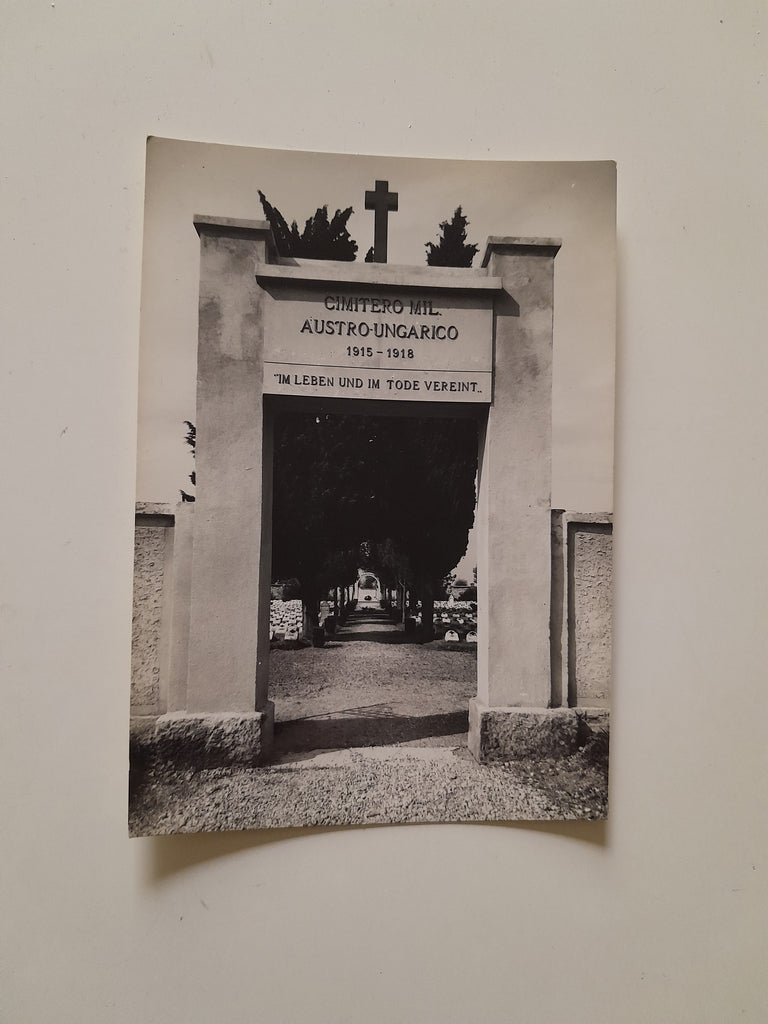 CIMITERO MIL.
AUSTRO-UNGARICO
1915-1918
"IM LEBEN UND IM TODE VEREINT„